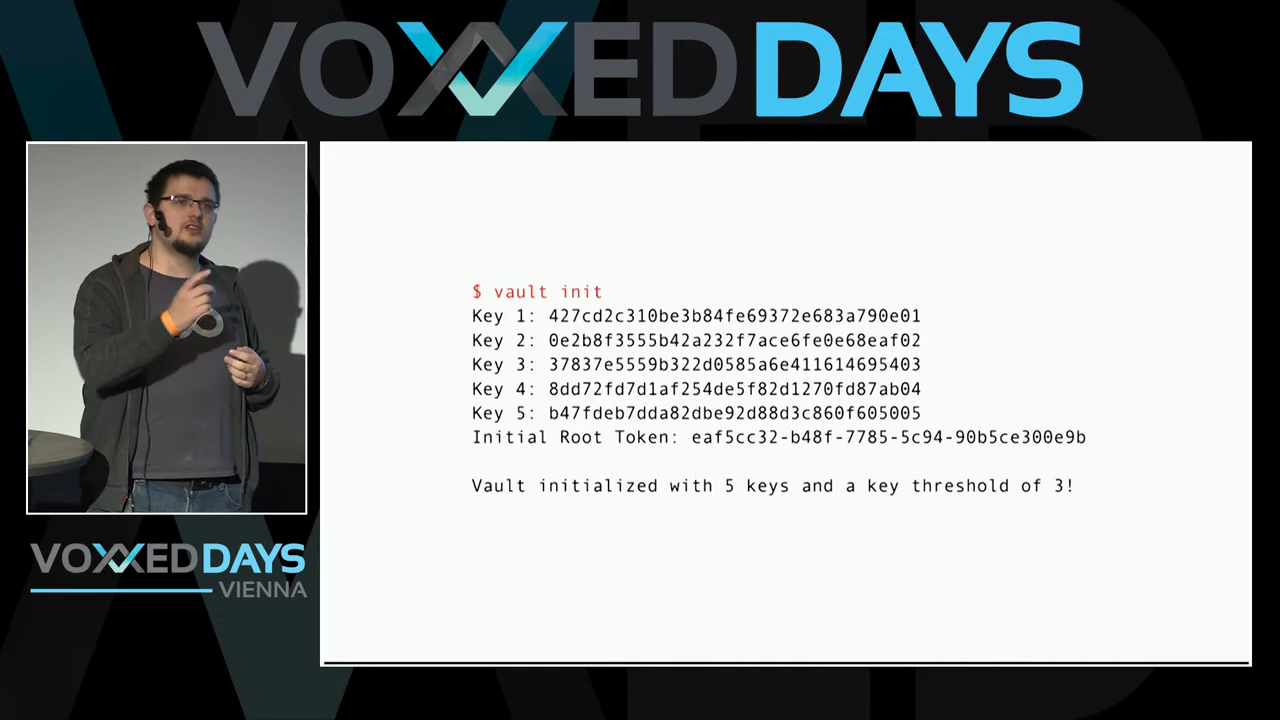 VOXXED DAYS
$ vault init
Key 1: 427cd2c310be3b84fe69372e683a790e01
Key 2: 0e2b8f3555b42a232f7ace6fe0e68eaf02
Key 3: 37837e5559b322d0585a6e411614695403
Key 4: 8dd72fd7d1af254de5f82d1270fd87ab04
Key 5: b47fdeb7dda82dbe92d88d3c860f605005
Initial Root Token: eaf5cc32-b48f-7785-5c94-90b5ce300e9b
Vault initialized with 5 keys and a key threshold of 3!
VOXXED DAYS
VIENNA